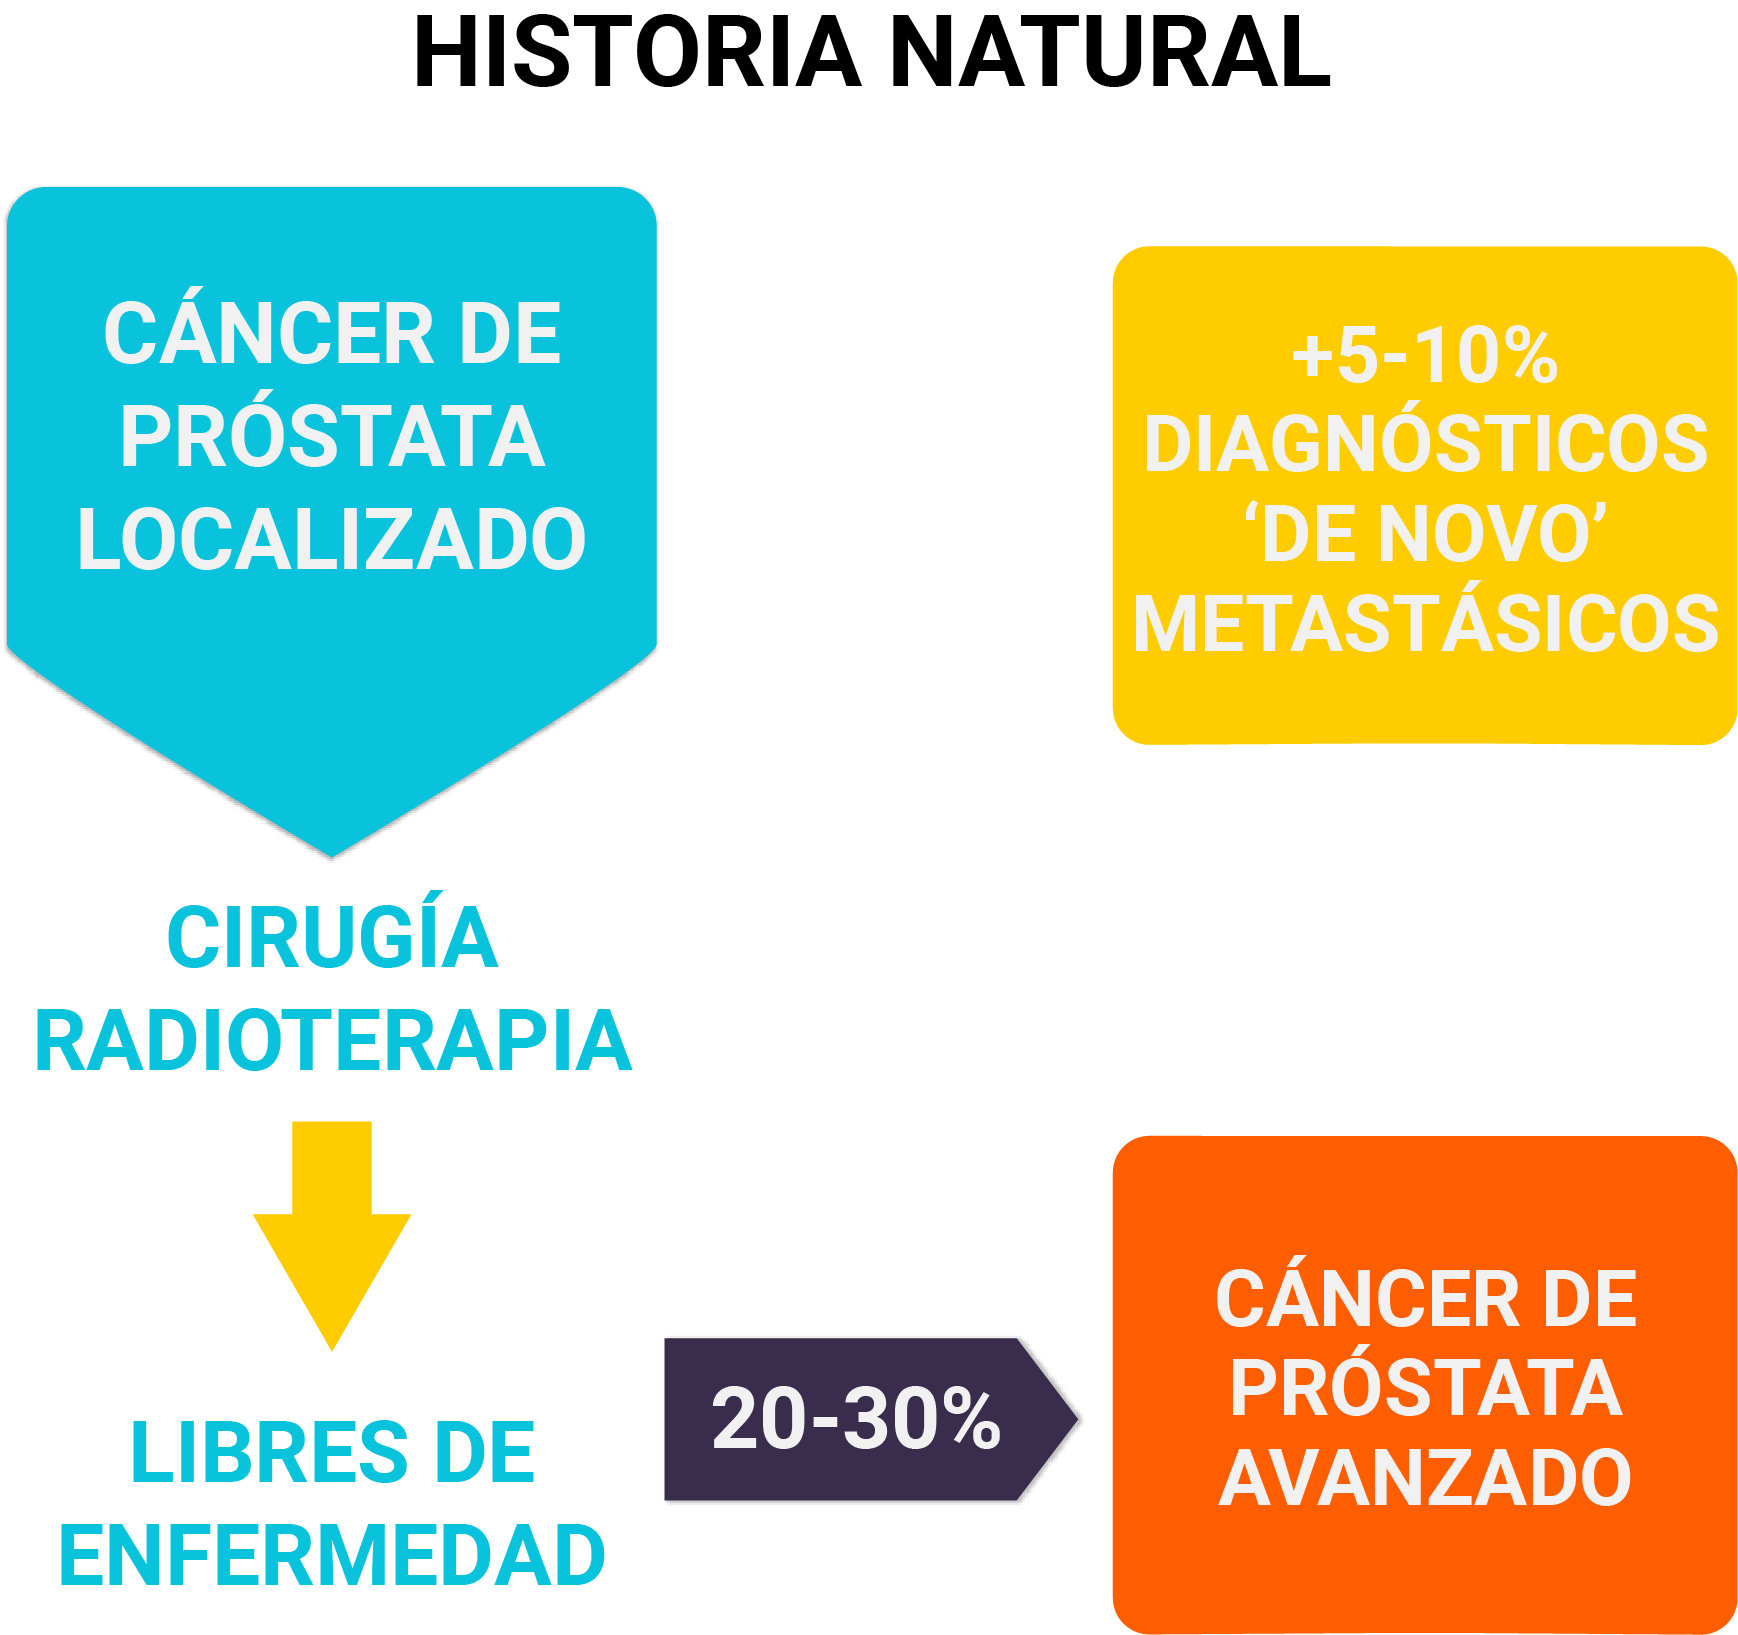 HISTORIA NATURAL
CÁNCER DE
PRÓSTATA
LOCALIZADO
+5-10%
DIAGNÓSTICOS
‘DE NOVO’
METASTÁSICOS
CIRUGÍA
RADIOTERAPIA
LIBRES DE
ENFERMEDAD
20-30%
CÁNCER DE
PRÓSTATA
AVANZADO